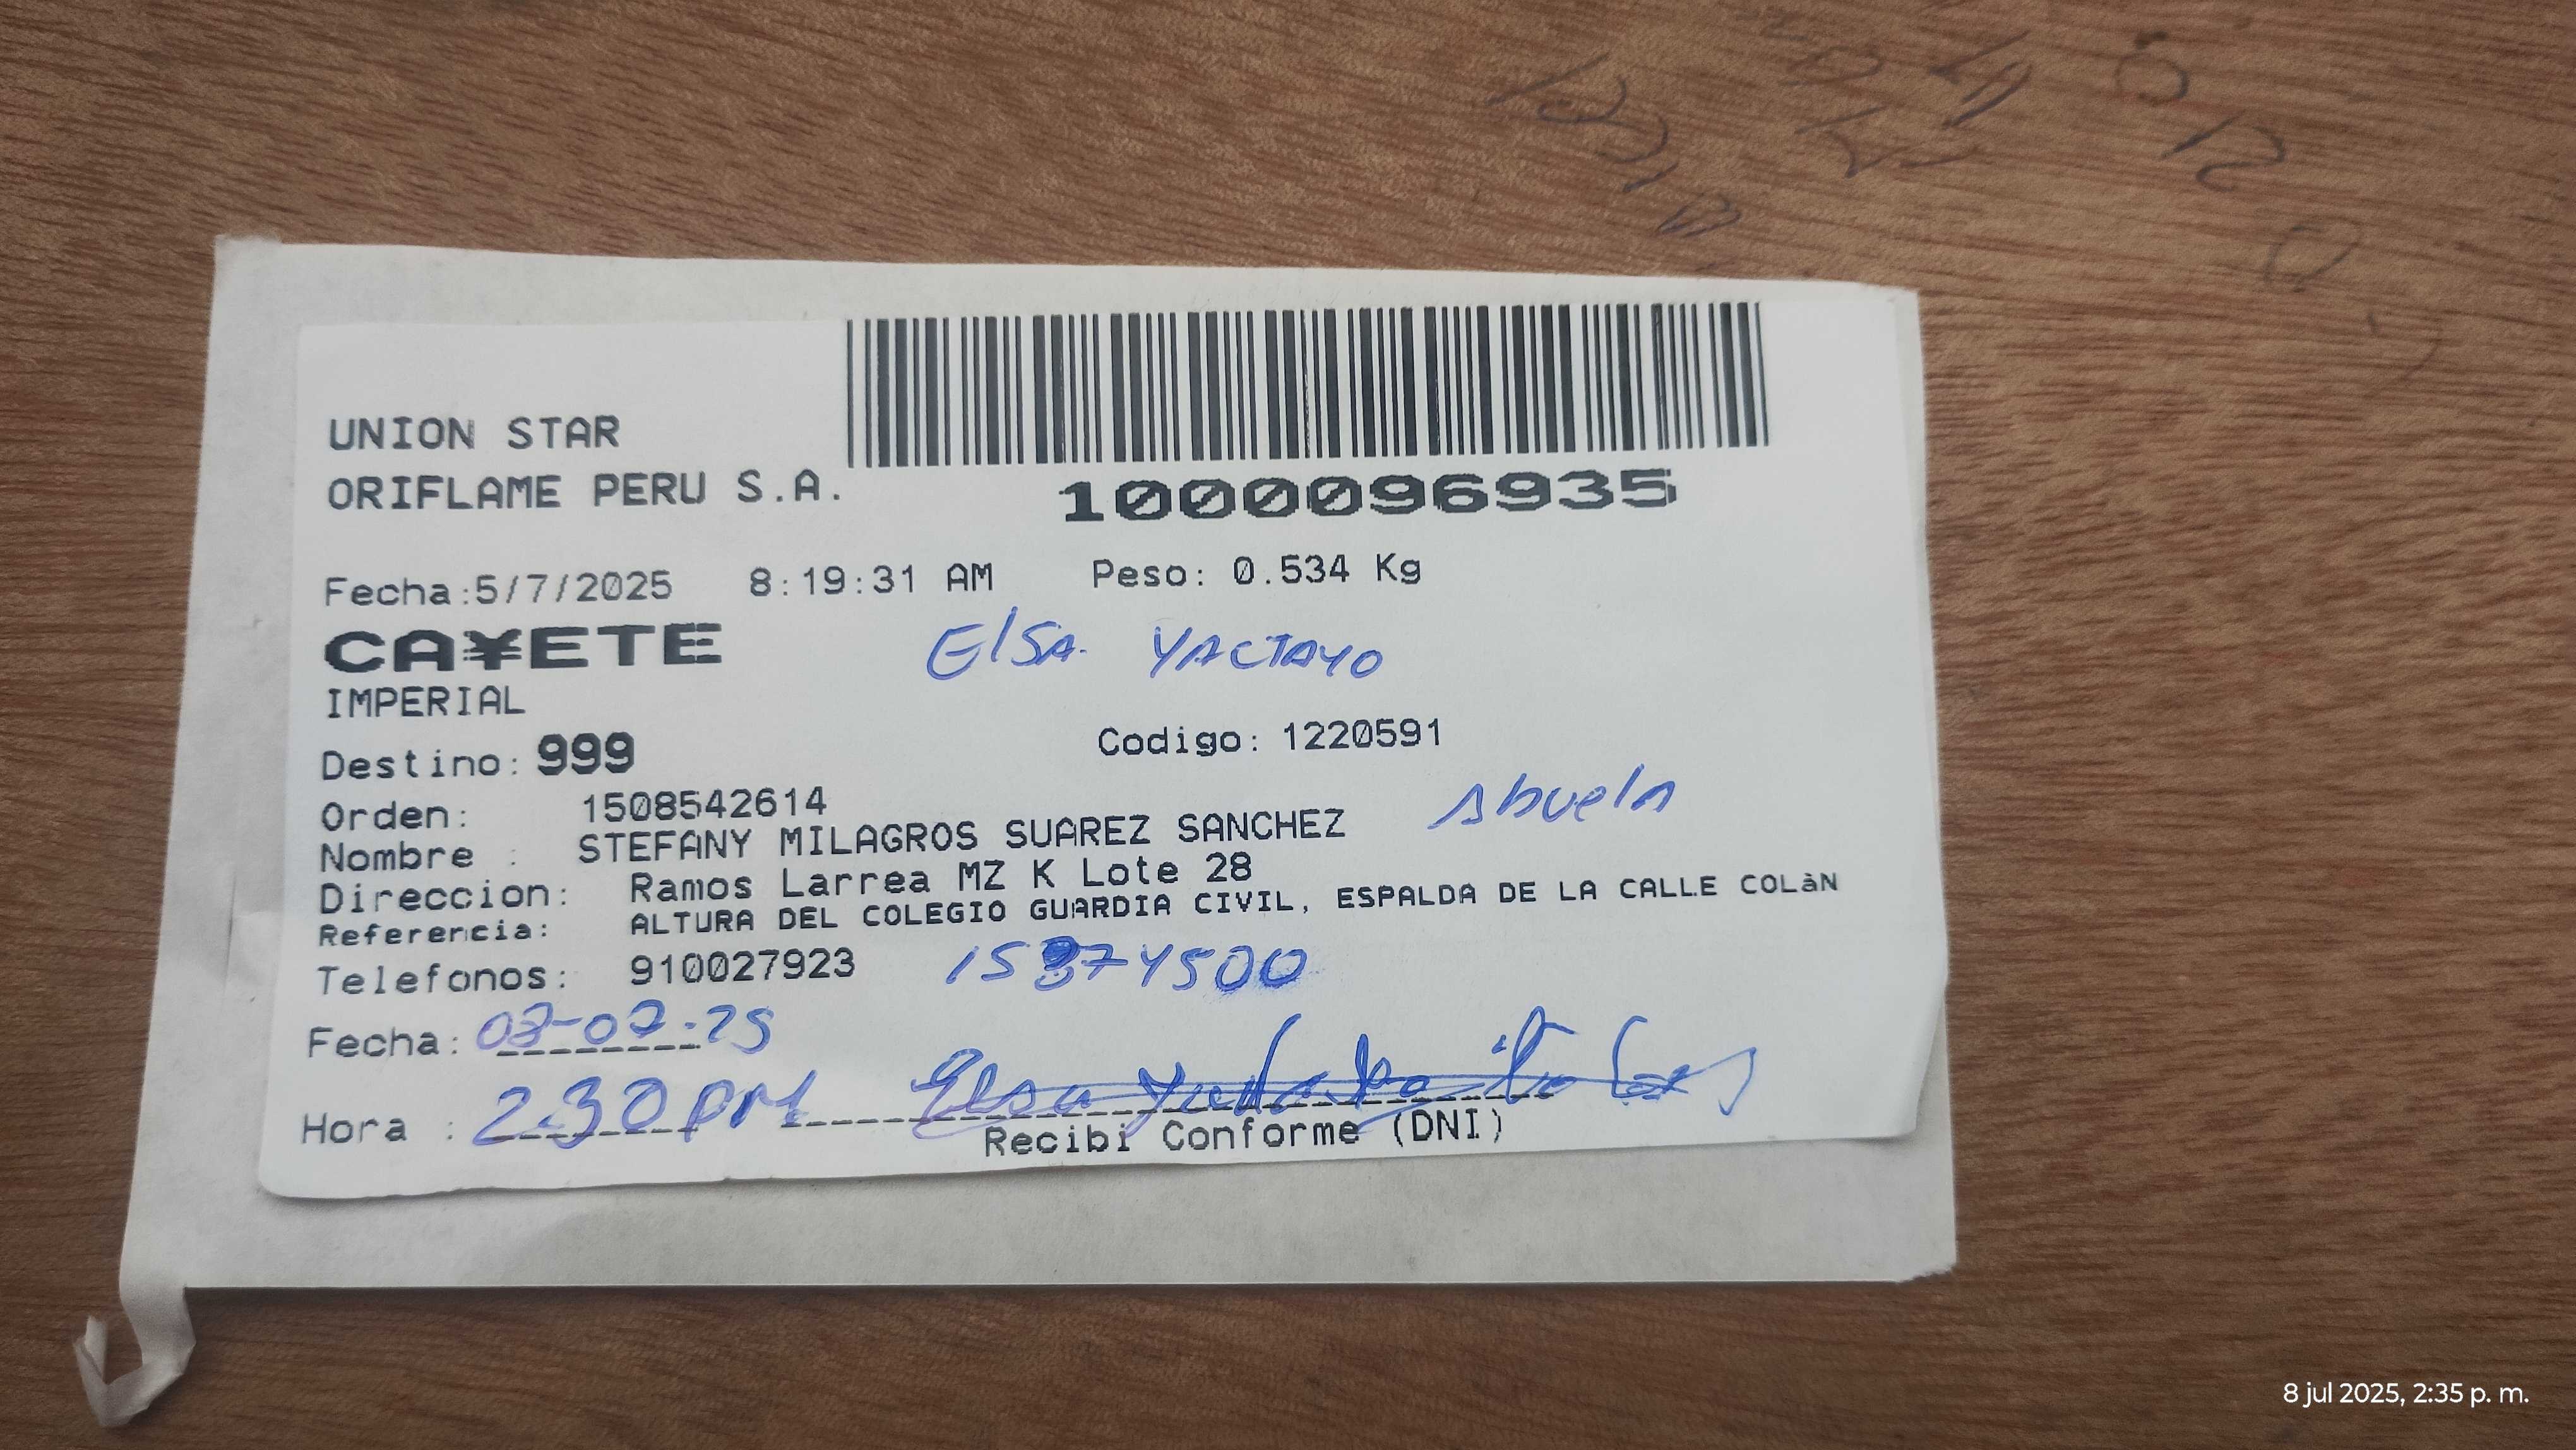 UNION STAR
ORIFLAME PERU S.A.
1000096935
Fecha:5/7/2025 8:19:31 AM Peso: 0.534 Kg
CA¥ETE
Elsa. YACTAYO
IMPERIAL
Destino: 999 Codigo: 1220591
Orden: 1508542614
Abuela
Nombre : STEFANY MILAGROS SUAREZ SANCHEZ
Direccion: Ramos Larrea MZ K Lote 28
Referencia: ALTURA DEL COLEGIO GUARDIA CIVIL, ESPALDA DE LA CALLE COLàN
Telefonos: 910027923 15374500
Fecha: 08-07-25
Hora : 2:30 PM Elsa
Recibi Conforme (DNI)
8 jul 2025, 2:35 p. m.